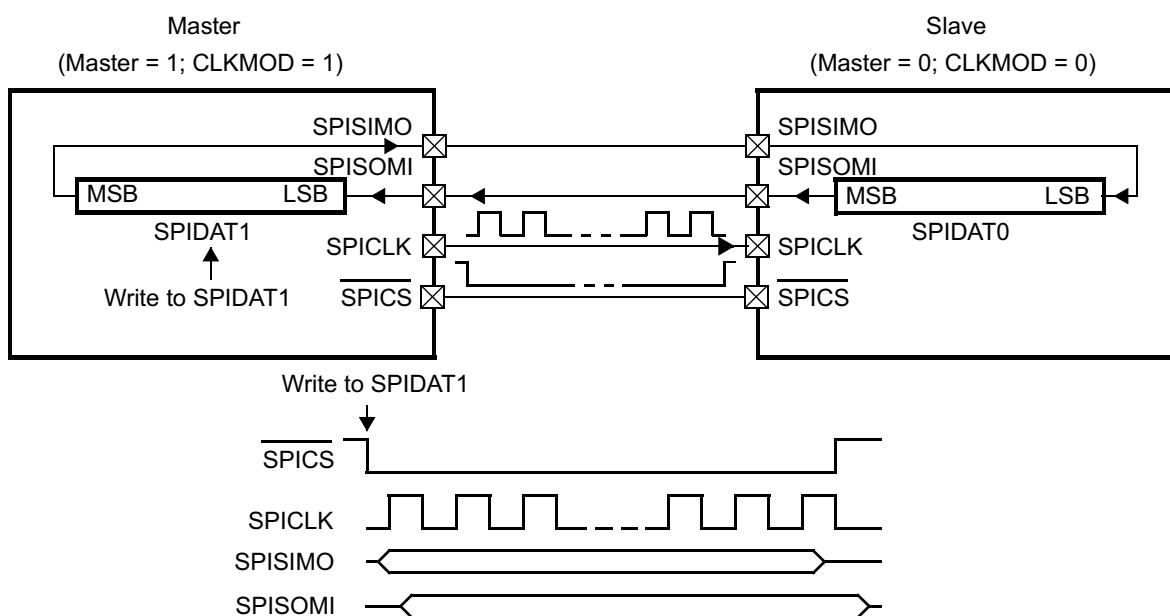 Master
(Master = 1; CLKMOD = 1)
Slave
(Master = 0; CLKMOD = 0)
SPISIMO
SPISOMI
MSB LSB
SPIDAT1
Write to SPIDAT1
SPICLK
SPICS
SPISIMO
SPISOMI
MSB LSB
SPIDAT0
SPICLK
SPICS
Write to SPIDAT1
SPICS
SPICLK
SPISIMO
SPISOMI